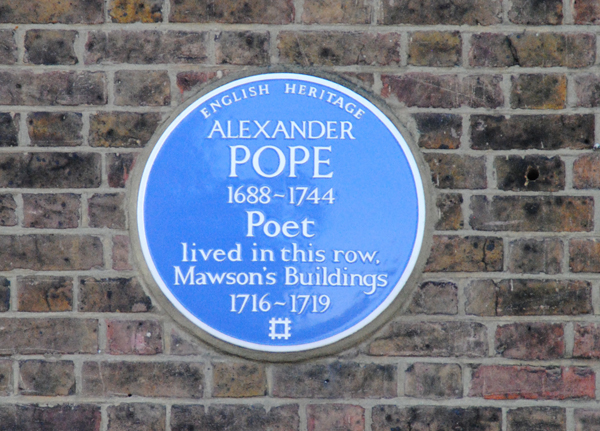 ENGLISH HERITAGE
ALEXANDER
POPE
1688~1744
Poet
lived in this row,
Mawson's Buildings
1716~1719